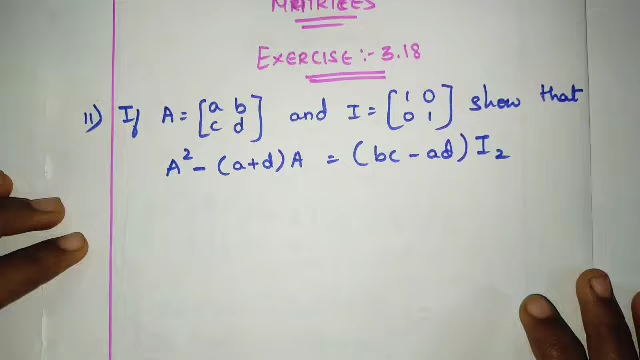 MATRICES
EXERCISE :- 3.18
11) If A = [a b c d] and I = [1 0 0 1] show that
A² - (a+d) A = (bc - ad) I₂